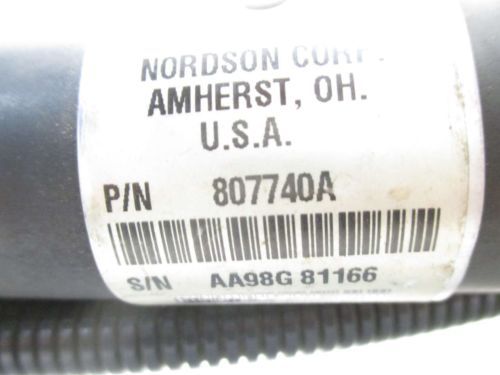 NORDSON CORP.
AMHERST, OH.
U.S.A.
P/N 807740A
S/N AA98G 81166